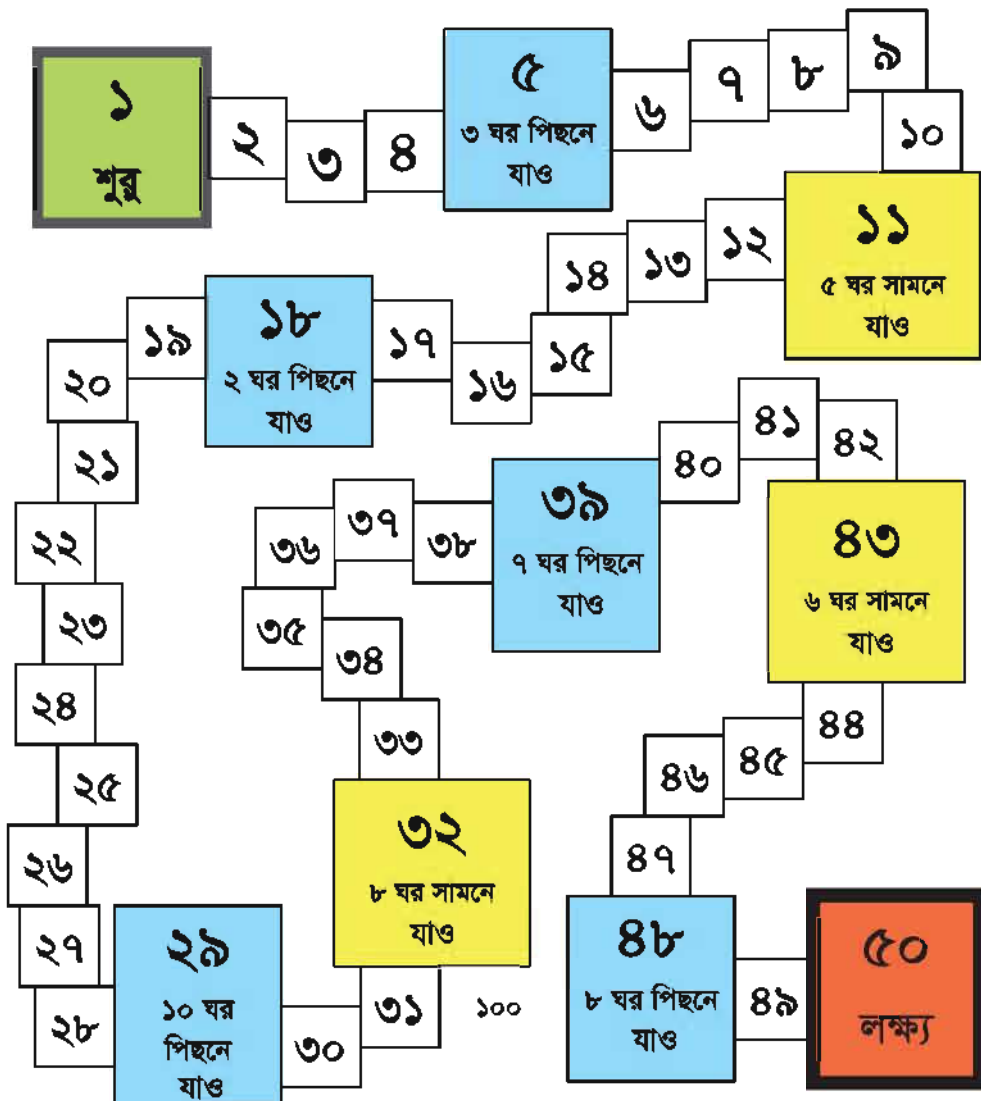 ১
শুরু
২
৩
৪
৫
৩ ঘর পিছনে
যাও
৬
৭
৮
৯
১০
১১
৫ ঘর সামনে
যাও
১২
১৩
১৪
১৫
১৬
১৭
১৮
২ ঘর পিছনে
যাও
১৯
২০
২১
২২
২৩
২৪
২৫
২৬
২৭
২৮
২৯
১০ ঘর
পিছনে
যাও
৩০
৩১
১০০
৩২
৮ ঘর সামনে
যাও
৩৩
৩৪
৩৫
৩৬
৩৭
৩৮
৩৯
৭ ঘর পিছনে
যাও
৪০
৪১
৪২
৪৩
৬ ঘর সামনে
যাও
৪৪
৪৫
৪৬
৪৭
৪৮
৮ ঘর পিছনে
যাও
৪৯
৫০
লক্ষ্য